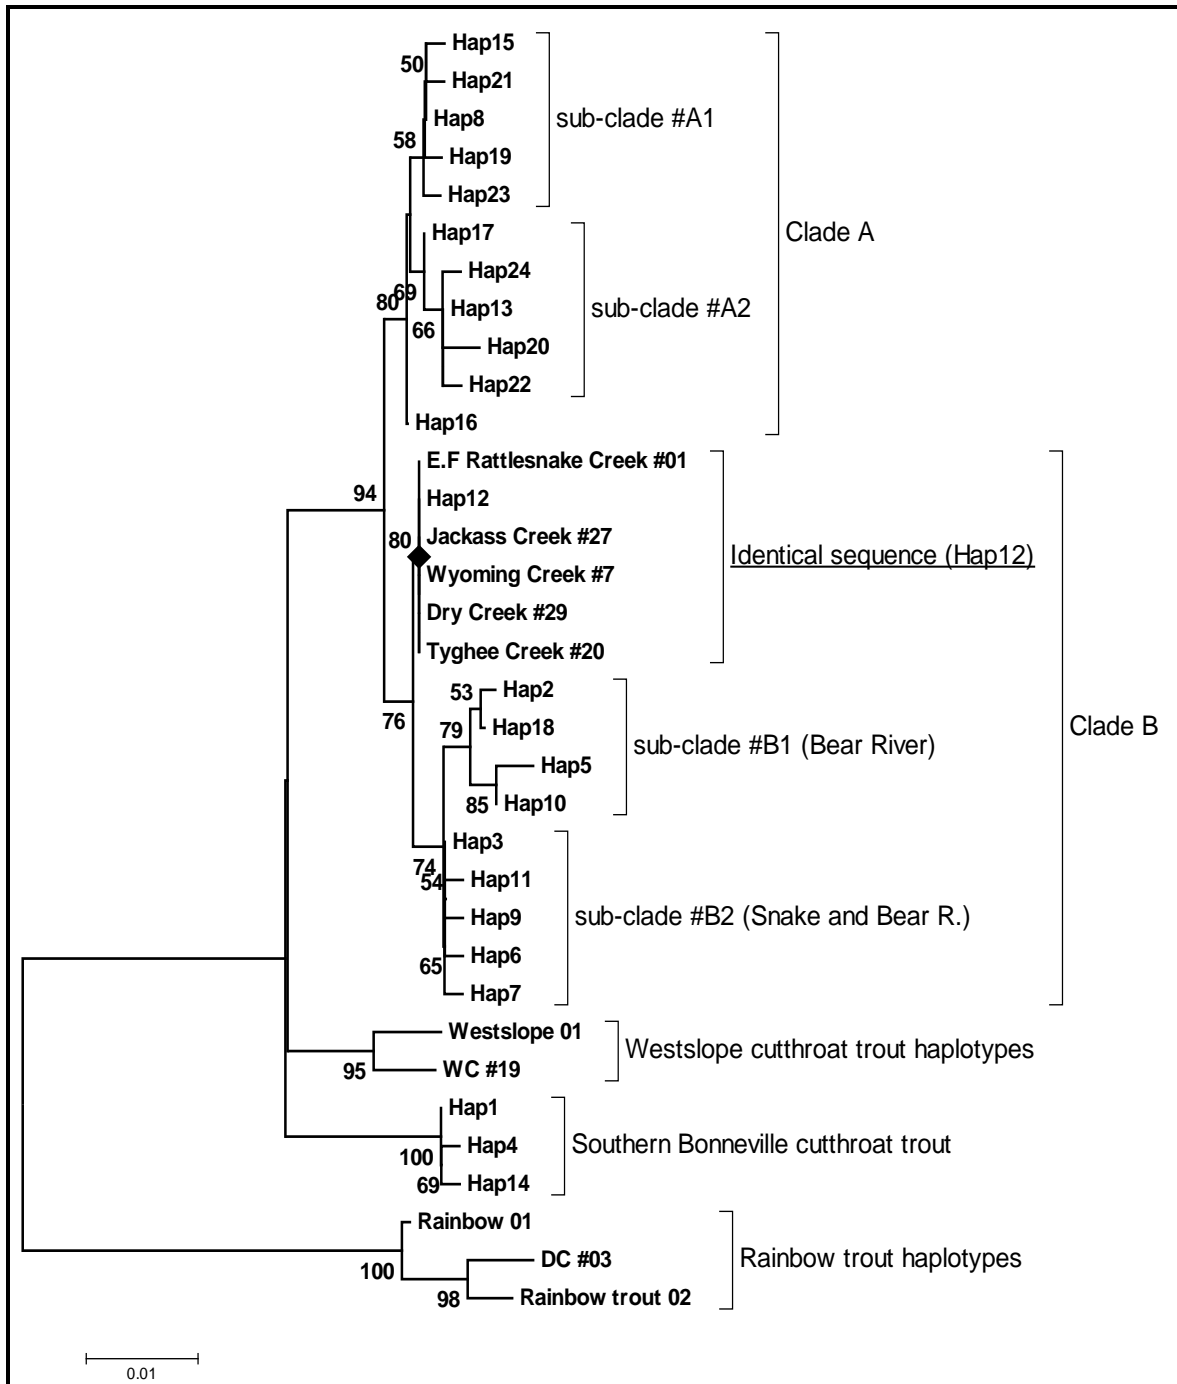 Hap15
50
Hap21
Hap8
sub-clade #A1
58
Hap19
Hap23
Hap17
Clade A
Hap24
69
80
Hap13
sub-clade #A2
66
Hap20
Hap22
Hap16
E.F Rattlesnake Creek #01
94
Hap12
Jackass Creek #27
80
Identical sequence (Hap12)
Wyoming Creek #7
Dry Creek #29
Tyghee Creek #20
Hap2
53
76
79
Hap18
Clade B
sub-clade #B1 (Bear River)
Hap5
85
Hap10
Hap3
74
54
Hap11
Hap9
sub-clade #B2 (Snake and Bear R.)
Hap6
65
Hap7
Westslope 01
Westslope cutthroat trout haplotypes
95
WC #19
Hap1
Hap4
Southern Bonneville cutthroat trout
100
69
Hap14
Rainbow 01
DC #03
Rainbow trout haplotypes
100
98
Rainbow trout 02
0.01